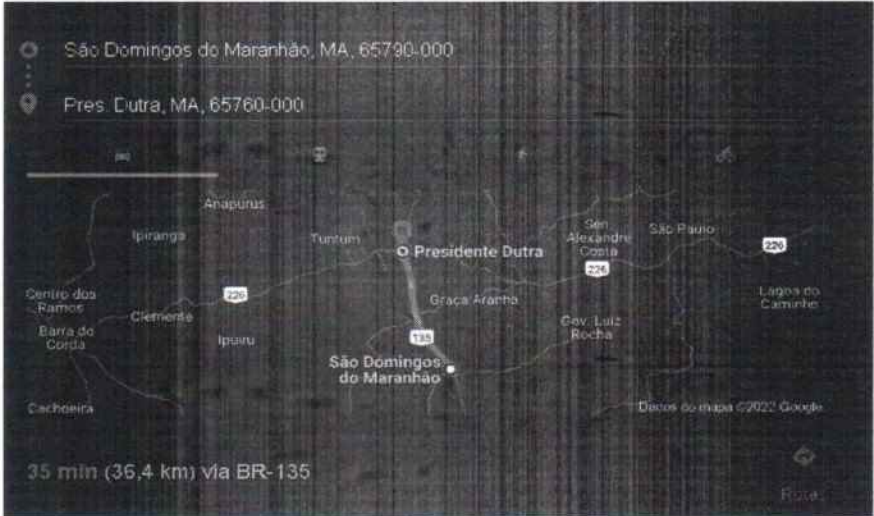 São Domingos do Maranhão, MA, 65790-000
Pres. Dutra, MA, 65760-000
Anapurus
Ipiranga
Tuntum
Presidente Dutra
Sen. Alexandre Costa
São Paulo
226
226
226
Centro dos Ramos
Clemente
Graça Aranha
Lagoa do Caminho
Barra do Corda
Ipuiru
135
Gov. Luiz Rocha
São Domingos do Maranhão
Cachoeira
Dados do mapa ©2022 Google
35 min (36,4 km) via BR-135
Rotas